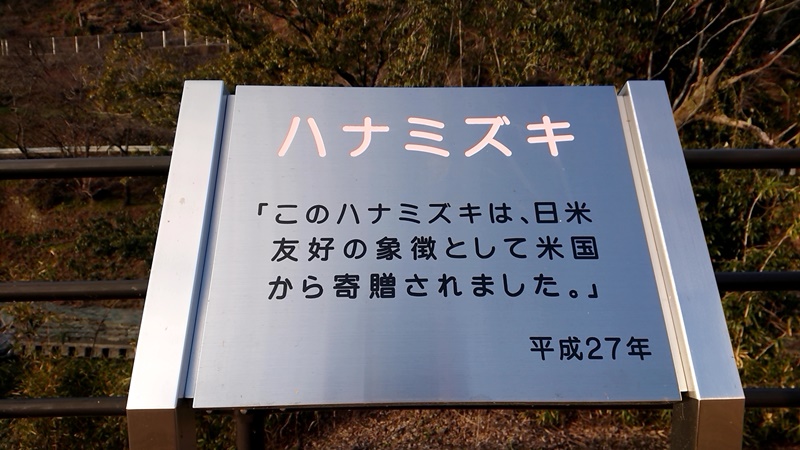 ハナミズキ
「このハナミズキは、日米
友好の象徴として米国
から寄贈されました。」
平成27年